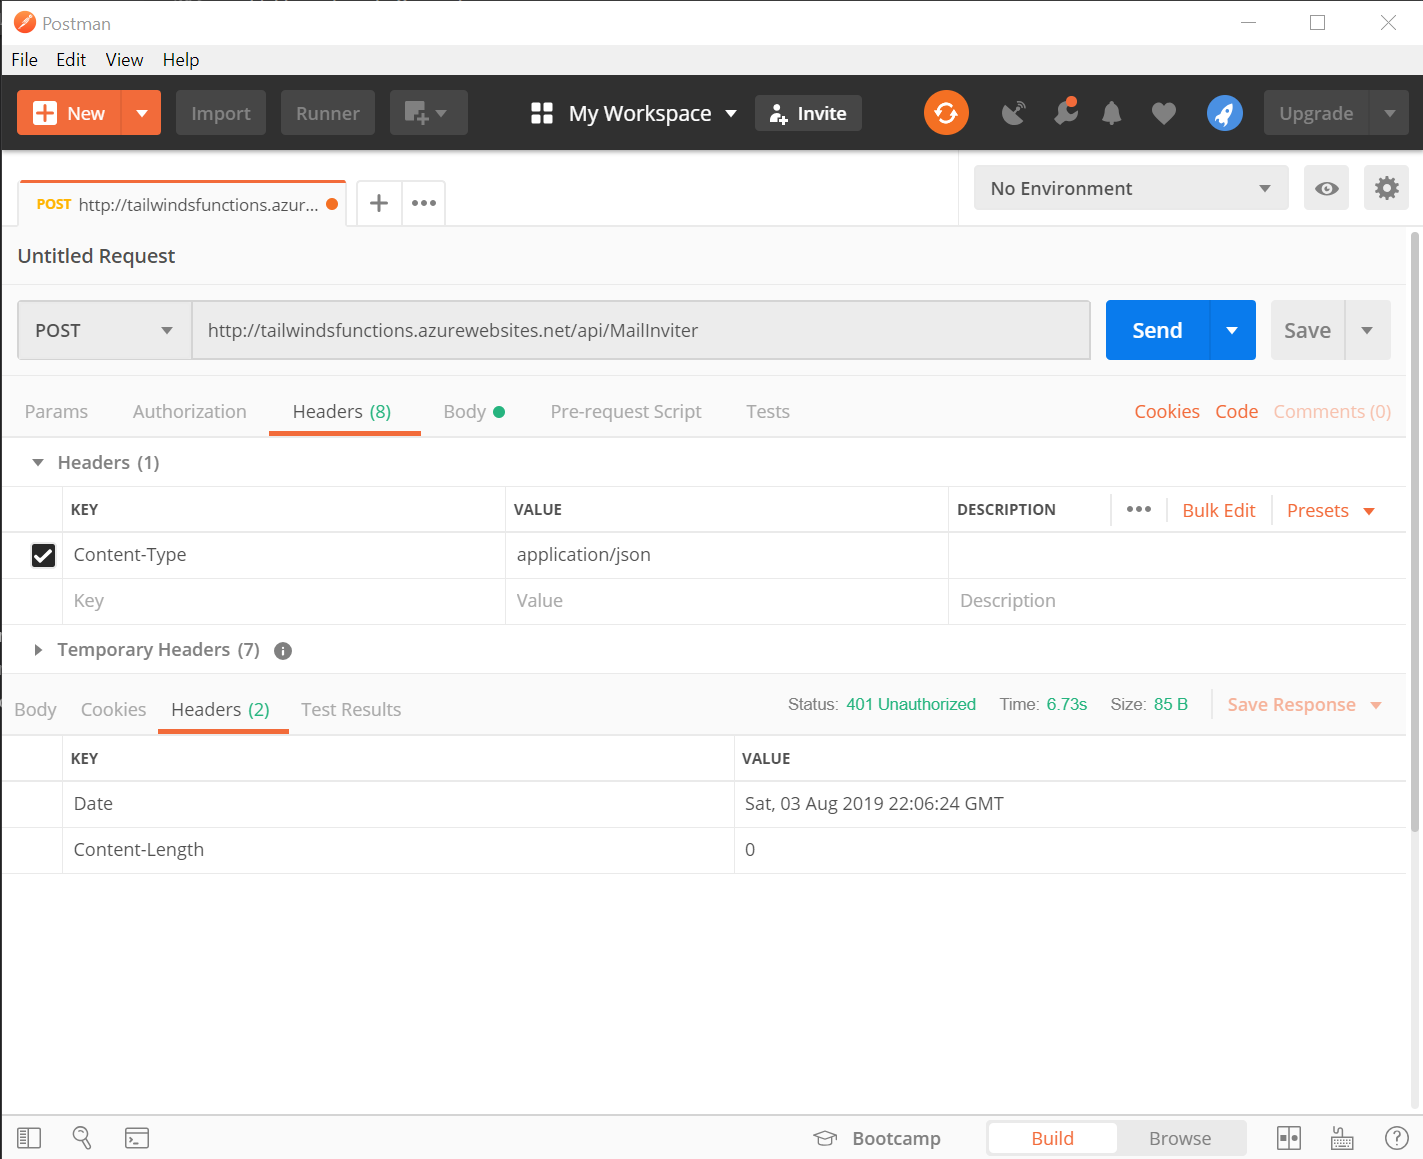 Postman
File Edit View Help
New Import Runner My Workspace Invite Upgrade
POST http://tailwindsfunctions.azur... No Environment
Untitled Request
POST http://tailwindsfunctions.azurewebsites.net/api/MailInviter Send Save
Params Authorization Headers (8) Body Pre-request Script Tests Cookies Code Comments (0)
Headers (1)
KEY VALUE DESCRIPTION Bulk Edit Presets
Content-Type application/json
Key Value Description
Temporary Headers (7)
Body Cookies Headers (2) Test Results Status: 401 Unauthorized Time: 6.73s Size: 85 B Save Response
KEY VALUE
Date Sat, 03 Aug 2019 22:06:24 GMT
Content-Length 0
Bootcamp Build Browse